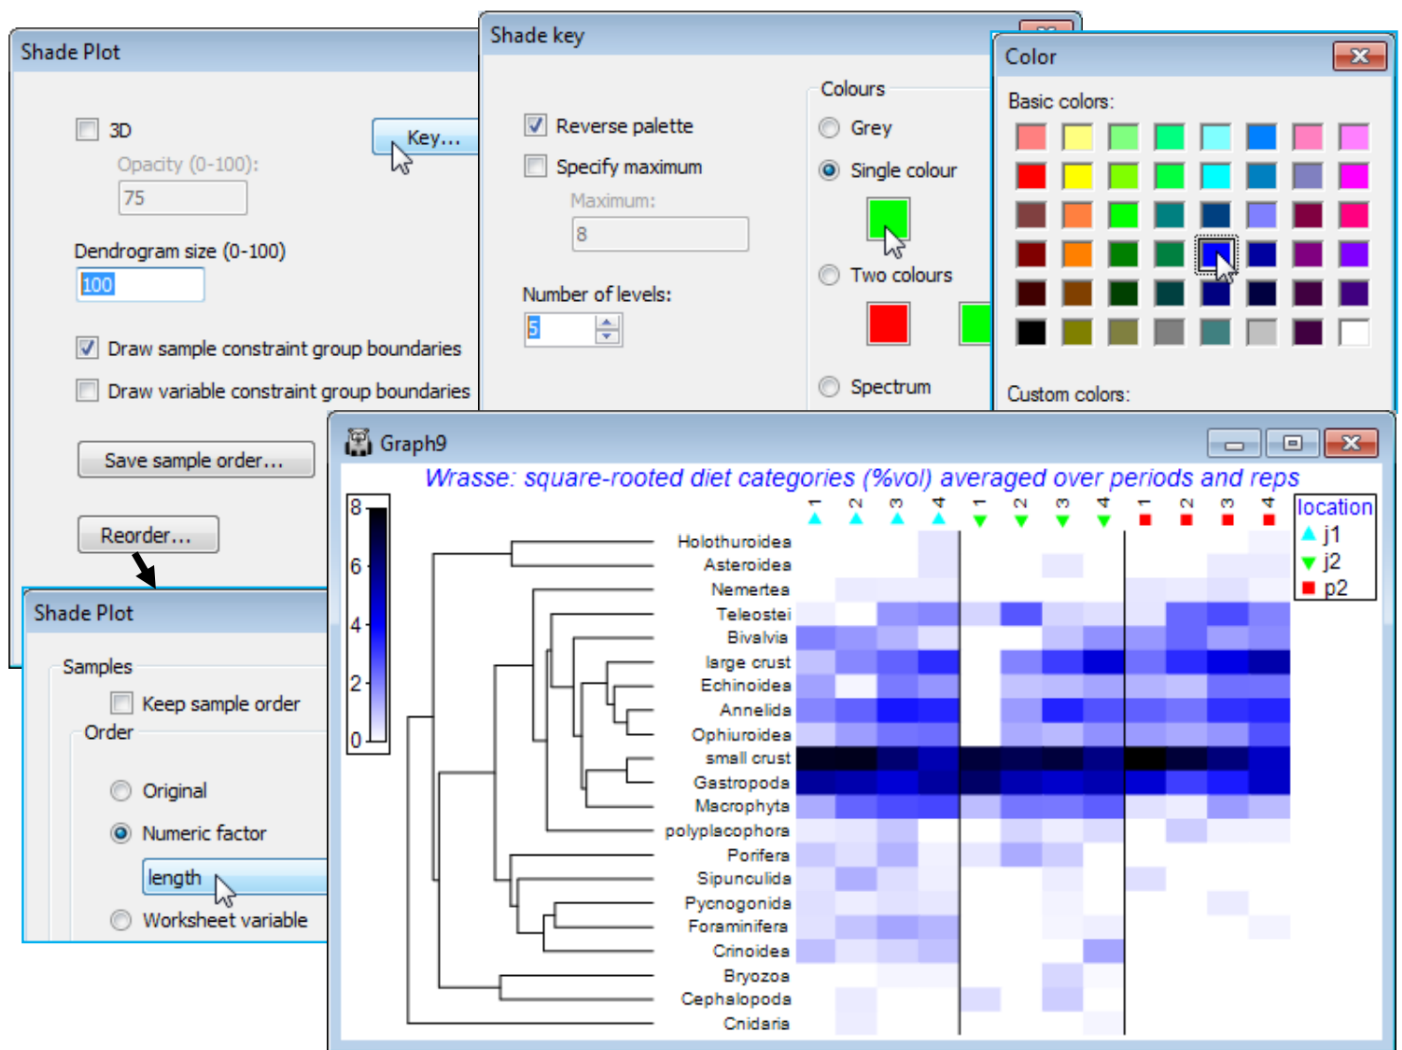 Shade Plot
3D
Key...
Opacity (0-100):
75
Dendrogram size (0-100)
100
Draw sample constraint group boundaries
Draw variable constraint group boundaries
Save sample order...
Reorder...
Shade key
Reverse palette
Specify maximum
Maximum:
8
Number of levels:
5
Colours
Grey
Single colour
Two colours
Spectrum
Color
Basic colors:
Custom colors:
Shade Plot
Samples
Keep sample order
Order
Original
Numeric factor
length
Worksheet variable
Graph9
Wrasse: square-rooted diet categories (%vol) averaged over periods and reps
8
6
4
2
0
1 2 3 4 1 2 3 4 1 2 3 4
location
j1
j2
p2
Holothuroidea
Asteroidea
Nemertea
Teleostei
Bivalvia
large crust
Echinoidea
Annelida
Ophiuroidea
small crust
Gastropoda
Macrophyta
polyplacophora
Porifera
Sipunculida
Pycnogonida
Foraminifera
Crinoidea
Bryozoa
Cephalopoda
Cnidaria